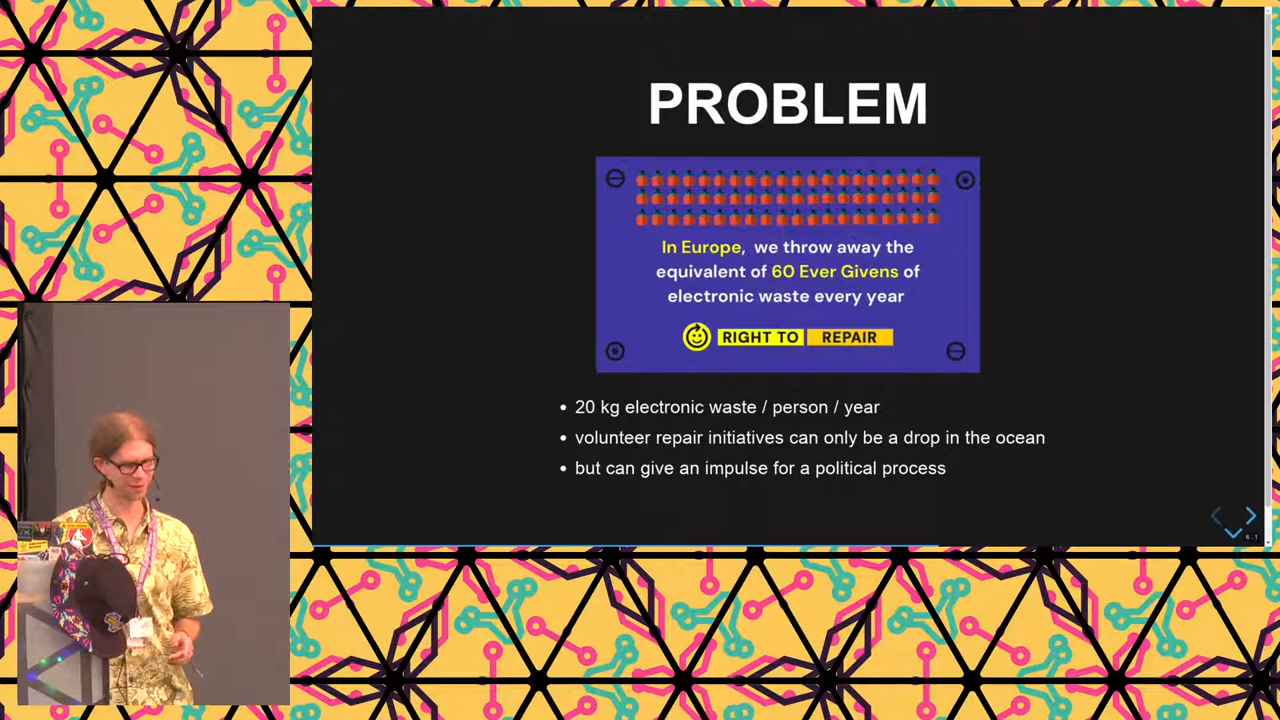 PROBLEM
In Europe, we throw away the
equivalent of 60 Ever Givens of
electronic waste every year
RIGHT TO REPAIR
20 kg electronic waste / person / year
volunteer repair initiatives can only be a drop in the ocean
but can give an impulse for a political process
6.1